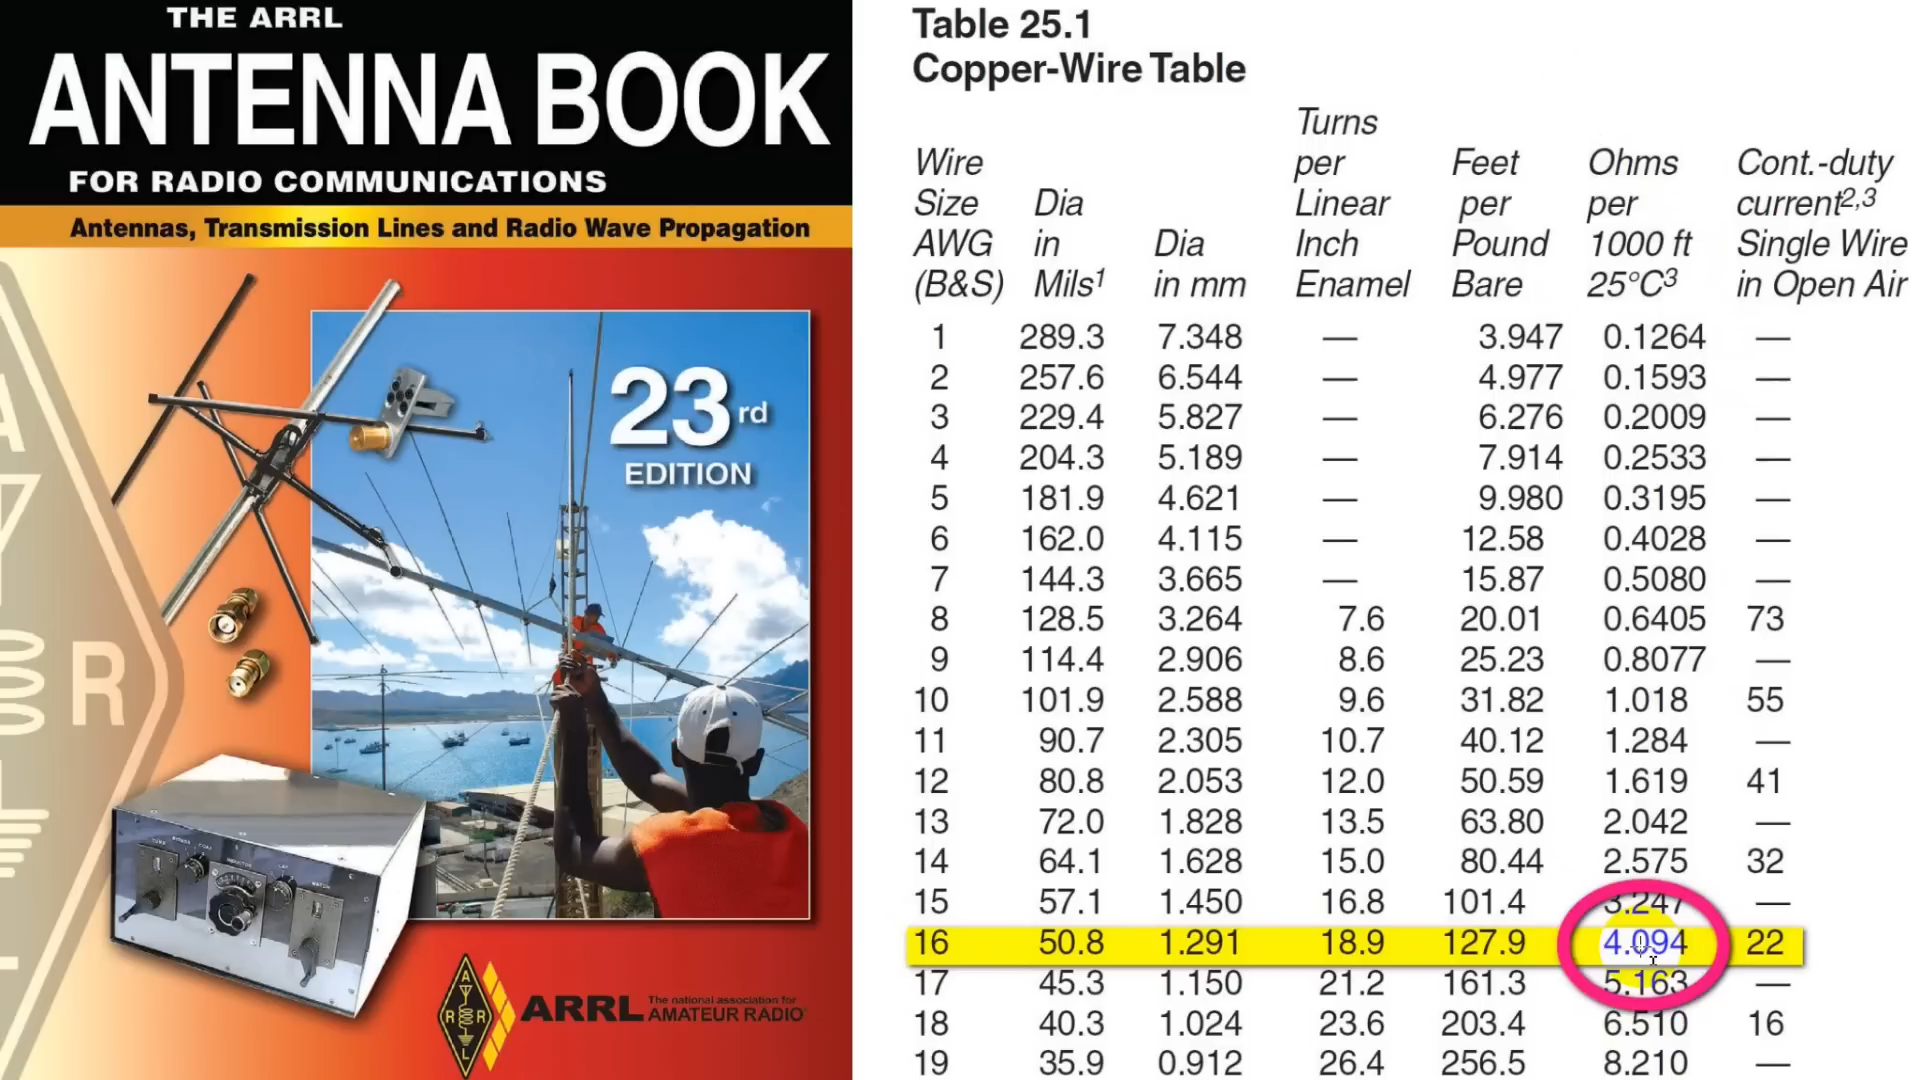 THE ARRL
ANTENNA BOOK
FOR RADIO COMMUNICATIONS
Antennas, Transmission Lines and Radio Wave Propagation
23rd
EDITION
R
A
R R
L
ARRL The national association for
AMATEUR RADIO
Table 25.1
Copper-Wire Table
Turns
Wire per Feet Ohms Cont.-duty
Size Dia Linear per per current2,3
AWG in Dia Inch Pound 1000 ft Single Wire
(B&S) Mils1 in mm Enamel Bare 25°C3 in Open Air
1 289.3 7.348 — 3.947 0.1264 —
2 257.6 6.544 — 4.977 0.1593 —
3 229.4 5.827 — 6.276 0.2009 —
4 204.3 5.189 — 7.914 0.2533 —
5 181.9 4.621 — 9.980 0.3195 —
6 162.0 4.115 — 12.58 0.4028 —
7 144.3 3.665 — 15.87 0.5080 —
8 128.5 3.264 7.6 20.01 0.6405 73
9 114.4 2.906 8.6 25.23 0.8077 —
10 101.9 2.588 9.6 31.82 1.018 55
11 90.7 2.305 10.7 40.12 1.284 —
12 80.8 2.053 12.0 50.59 1.619 41
13 72.0 1.828 13.5 63.80 2.042 —
14 64.1 1.628 15.0 80.44 2.575 32
15 57.1 1.450 16.8 101.4 3.247 —
16 50.8 1.291 18.9 127.9 4.094 22
17 45.3 1.150 21.2 161.3 5.163 —
18 40.3 1.024 23.6 203.4 6.510 16
19 35.9 0.912 26.4 256.5 8.210 —